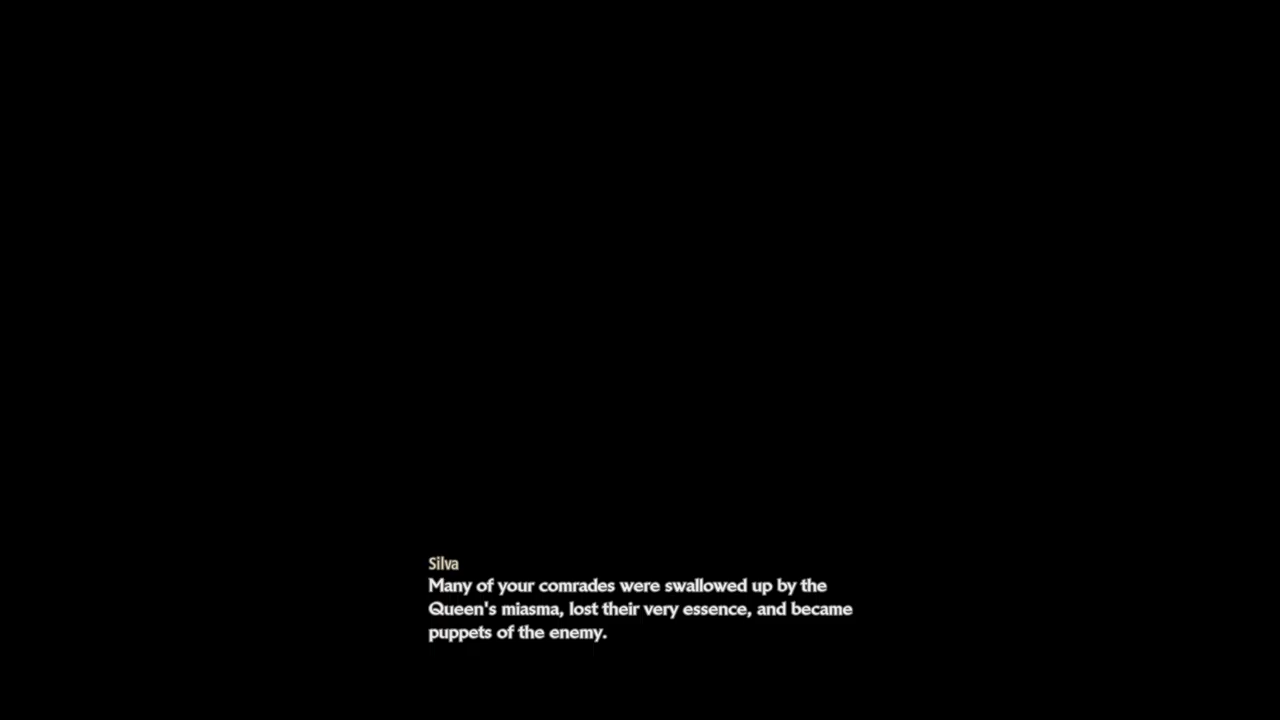 Silva
Many of your comrades were swallowed up by the
Queen's miasma, lost their very essence, and became
puppets of the enemy.